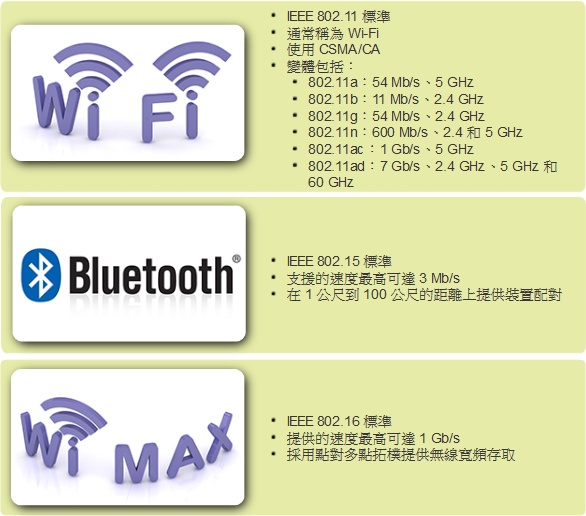 Wi Fi
• IEEE 802.11 標準
• 通常稱為 Wi-Fi
• 使用 CSMA/CA
• 變體包括：
• 802.11a：54 Mb/s、5 GHz
• 802.11b：11 Mb/s、2.4 GHz
• 802.11g：54 Mb/s、2.4 GHz
• 802.11n：600 Mb/s、2.4 和 5 GHz
• 802.11ac：1 Gb/s、5 GHz
• 802.11ad：7 Gb/s、2.4 GHz、5 GHz 和
60 GHz
Bluetooth®
• IEEE 802.15 標準
• 支援的速度最高可達 3 Mb/s
• 在 1 公尺到 100 公尺的距離上提供裝置配對
Wi MAX
• IEEE 802.16 標準
• 提供的速度最高可達 1 Gb/s
• 採用點對多點拓樸提供無線寬頻存取